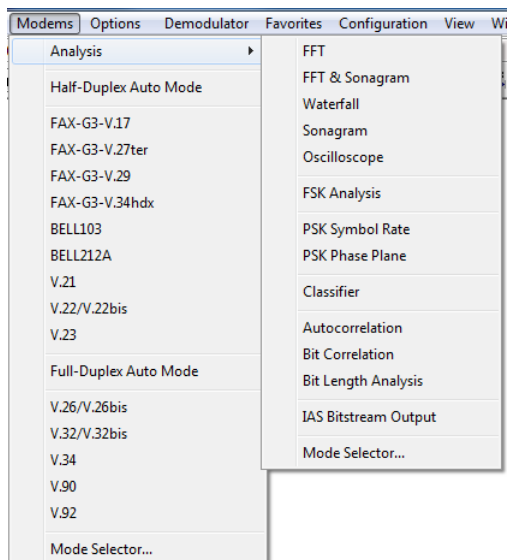 Modems Options Demodulator Favorites Configuration View Wi
Analysis
Half-Duplex Auto Mode
FAX-G3-V.17
FAX-G3-V.27ter
FAX-G3-V.29
FAX-G3-V.34hdx
BELL103
BELL212A
V.21
V.22/V.22bis
V.23
Full-Duplex Auto Mode
V.26/V.26bis
V.32/V.32bis
V.34
V.90
V.92
Mode Selector...
FFT
FFT & Sonagram
Waterfall
Sonagram
Oscilloscope
FSK Analysis
PSK Symbol Rate
PSK Phase Plane
Classifier
Autocorrelation
Bit Correlation
Bit Length Analysis
IAS Bitstream Output
Mode Selector...